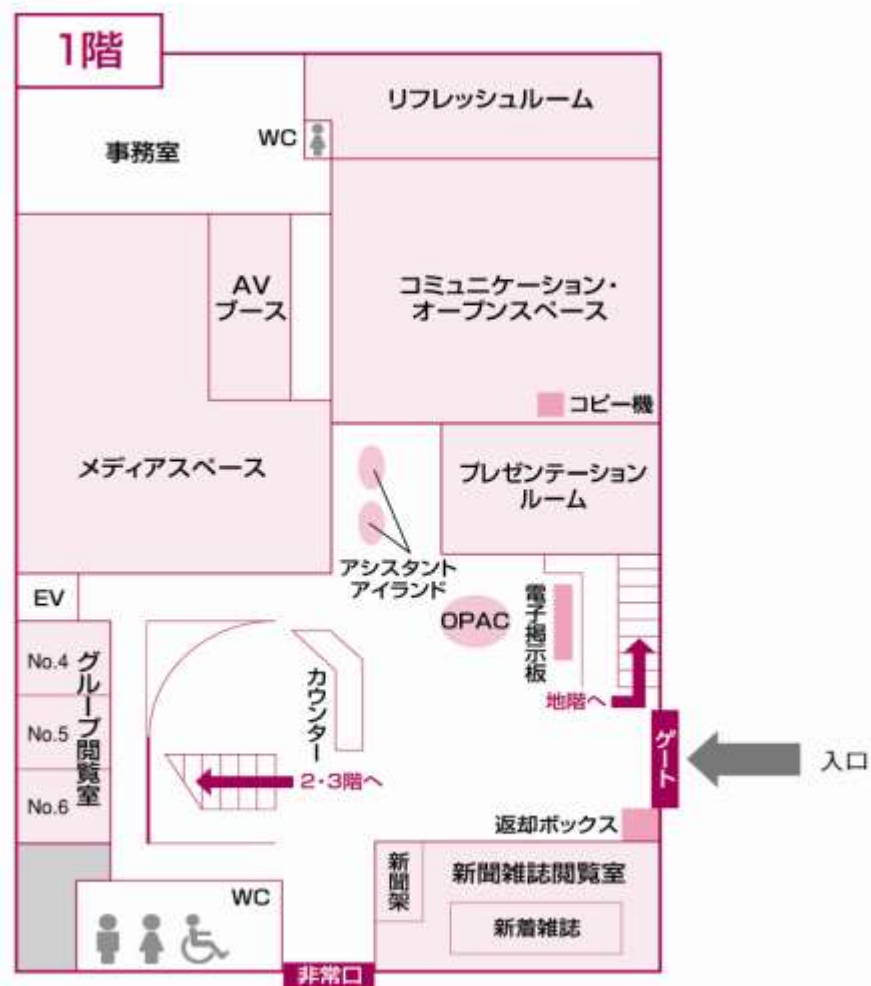 1階
リフレッシュルーム
WC
事務室
AV
ブース
コミュニケーション・
オープンスペース
コピー機
メディアスペース
プレゼンテーション
ルーム
アシスタント
アイランド
EV
OPAC
電子掲示板
No.4
No.5
No.6
グループ閲覧室
カウンター
地階へ
ゲート
入口
2・3階へ
返却ボックス
新聞架
新聞雑誌閲覧室
新着雑誌
WC
非常口